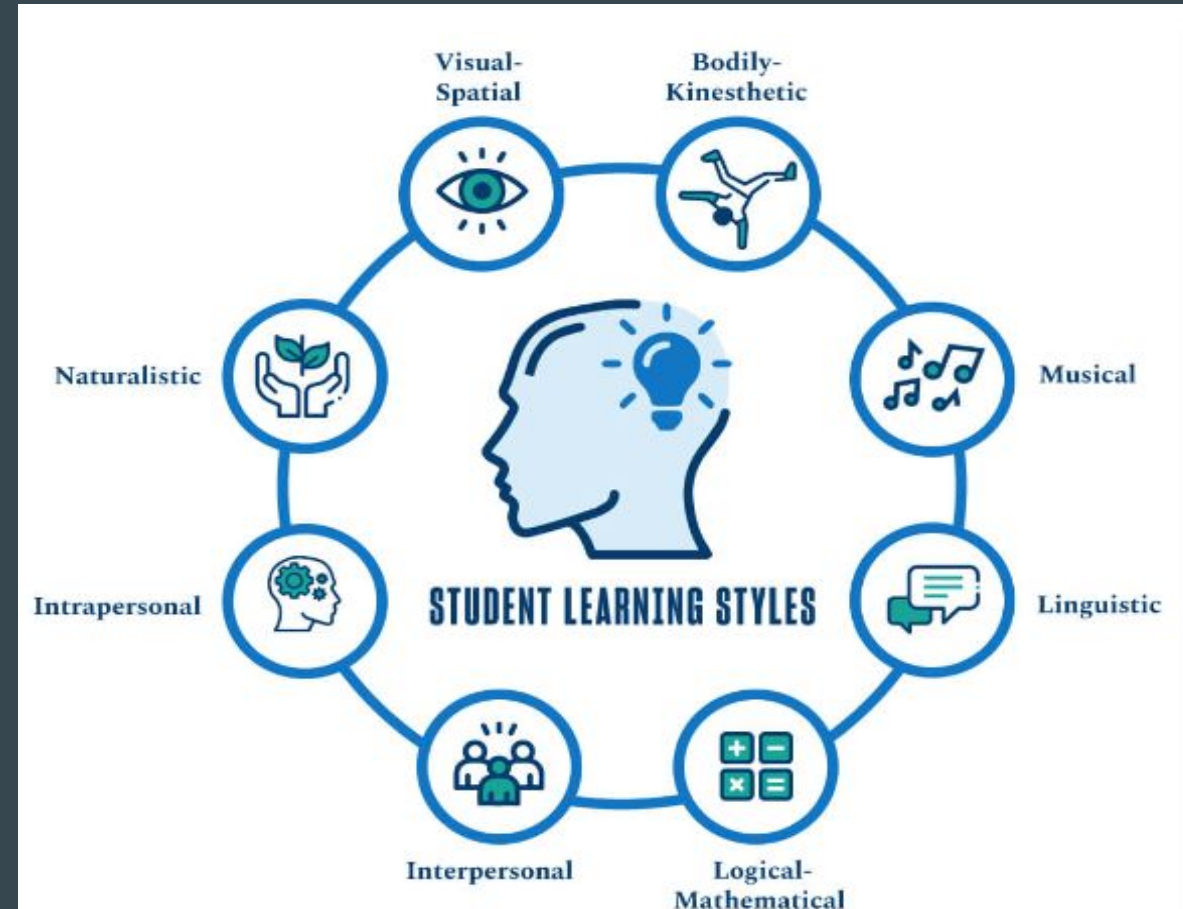 Visual-
Spatial
Bodily-
Kinesthetic
Naturalistic
Musical
Intrapersonal
STUDENT LEARNING STYLES
Linguistic
Interpersonal
Logical-
Mathematical